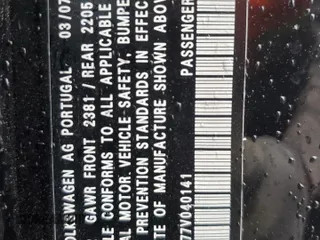 OLKSWAGEN AG PORTUGAL 03/07
GAWR FRONT 2381 / REAR 2205
LE CONFORMS TO ALL APPLICABLE
AL MOTOR VEHICLE-SAFETY, BUMPE
PREVENTION STANDARDS IN EFFEC
TE OF MANUFACTURE SHOWN ABOV
77V040141 PASSENGER